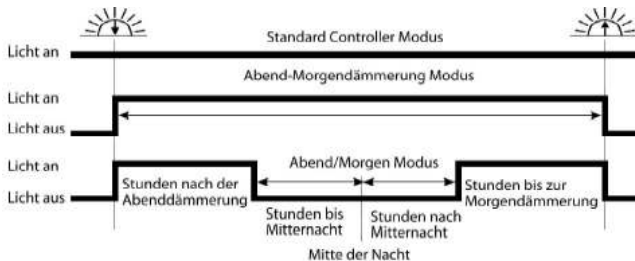 Standard Controller Modus
Licht an
Abend-Morgendämmerung Modus
Licht an
Licht aus
Licht an
Abend/Morgen Modus
Licht aus
Stunden nach der
Abenddämmerung
Stunden bis
Mitternacht
Stunden nach
Mitternacht
Stunden bis zur
Morgendämmerung
Mitte der Nacht